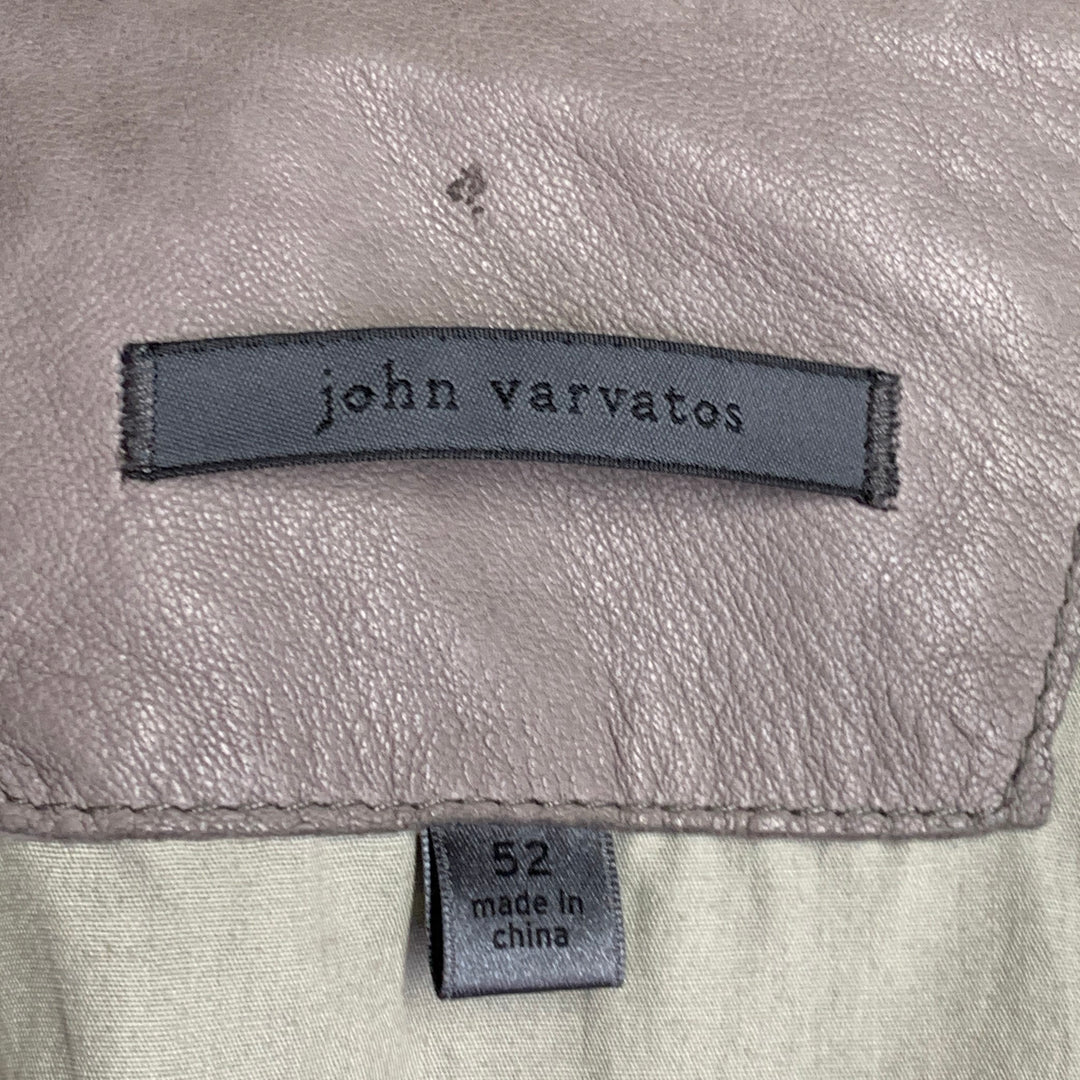 john varvatos
52
made in
china